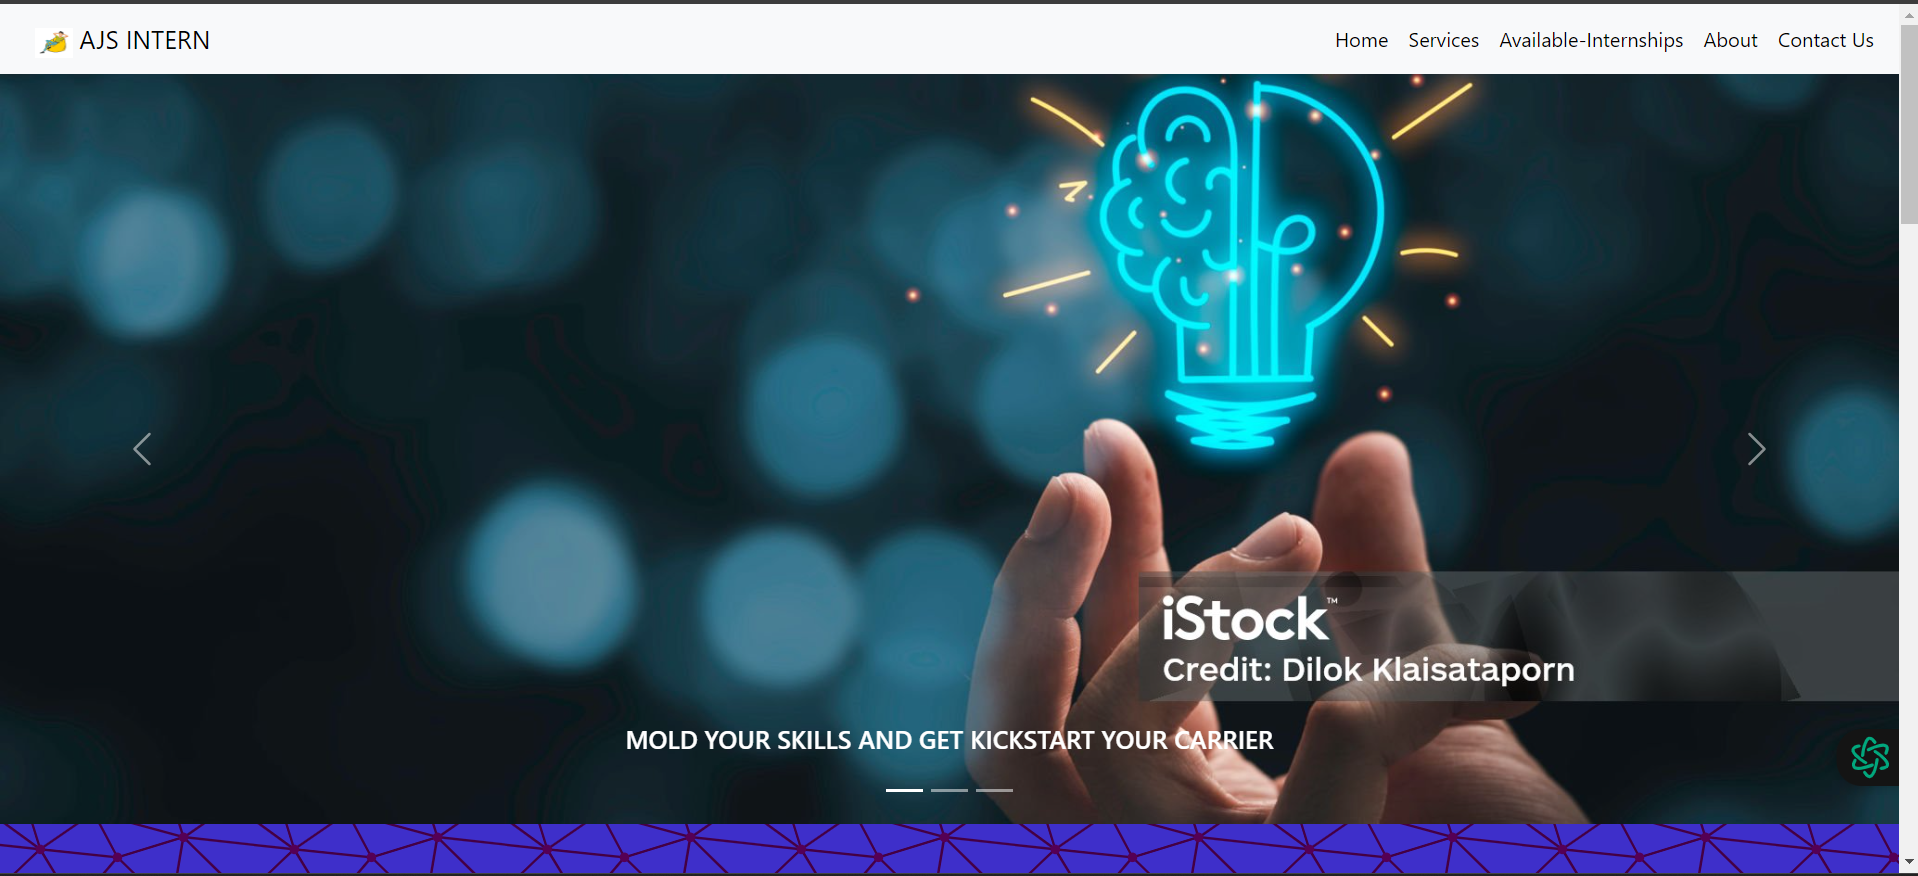 AJS INTERN
Home Services Available-Internships About Contact Us
iStock™
Credit: Dilok Klaisataporn
MOLD YOUR SKILLS AND GET KICKSTART YOUR CARRIER